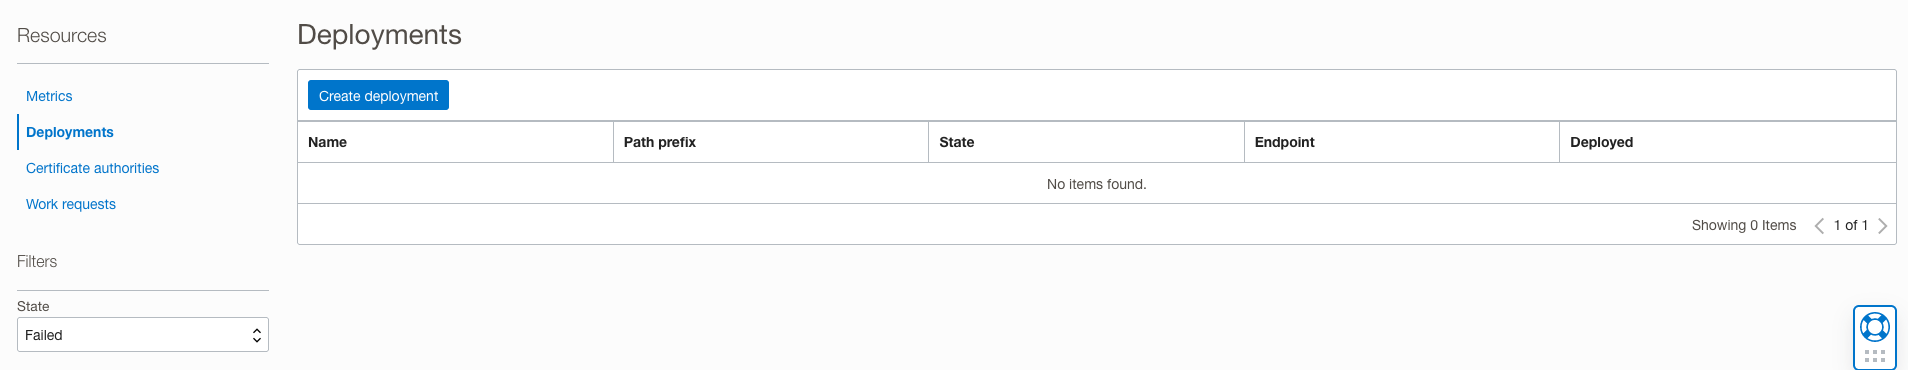 Resources
Metrics
Deployments
Certificate authorities
Work requests
Filters
State
Failed
Deployments
Create deployment
Name Path prefix State Endpoint Deployed
No items found.
Showing 0 Items 1 of 1